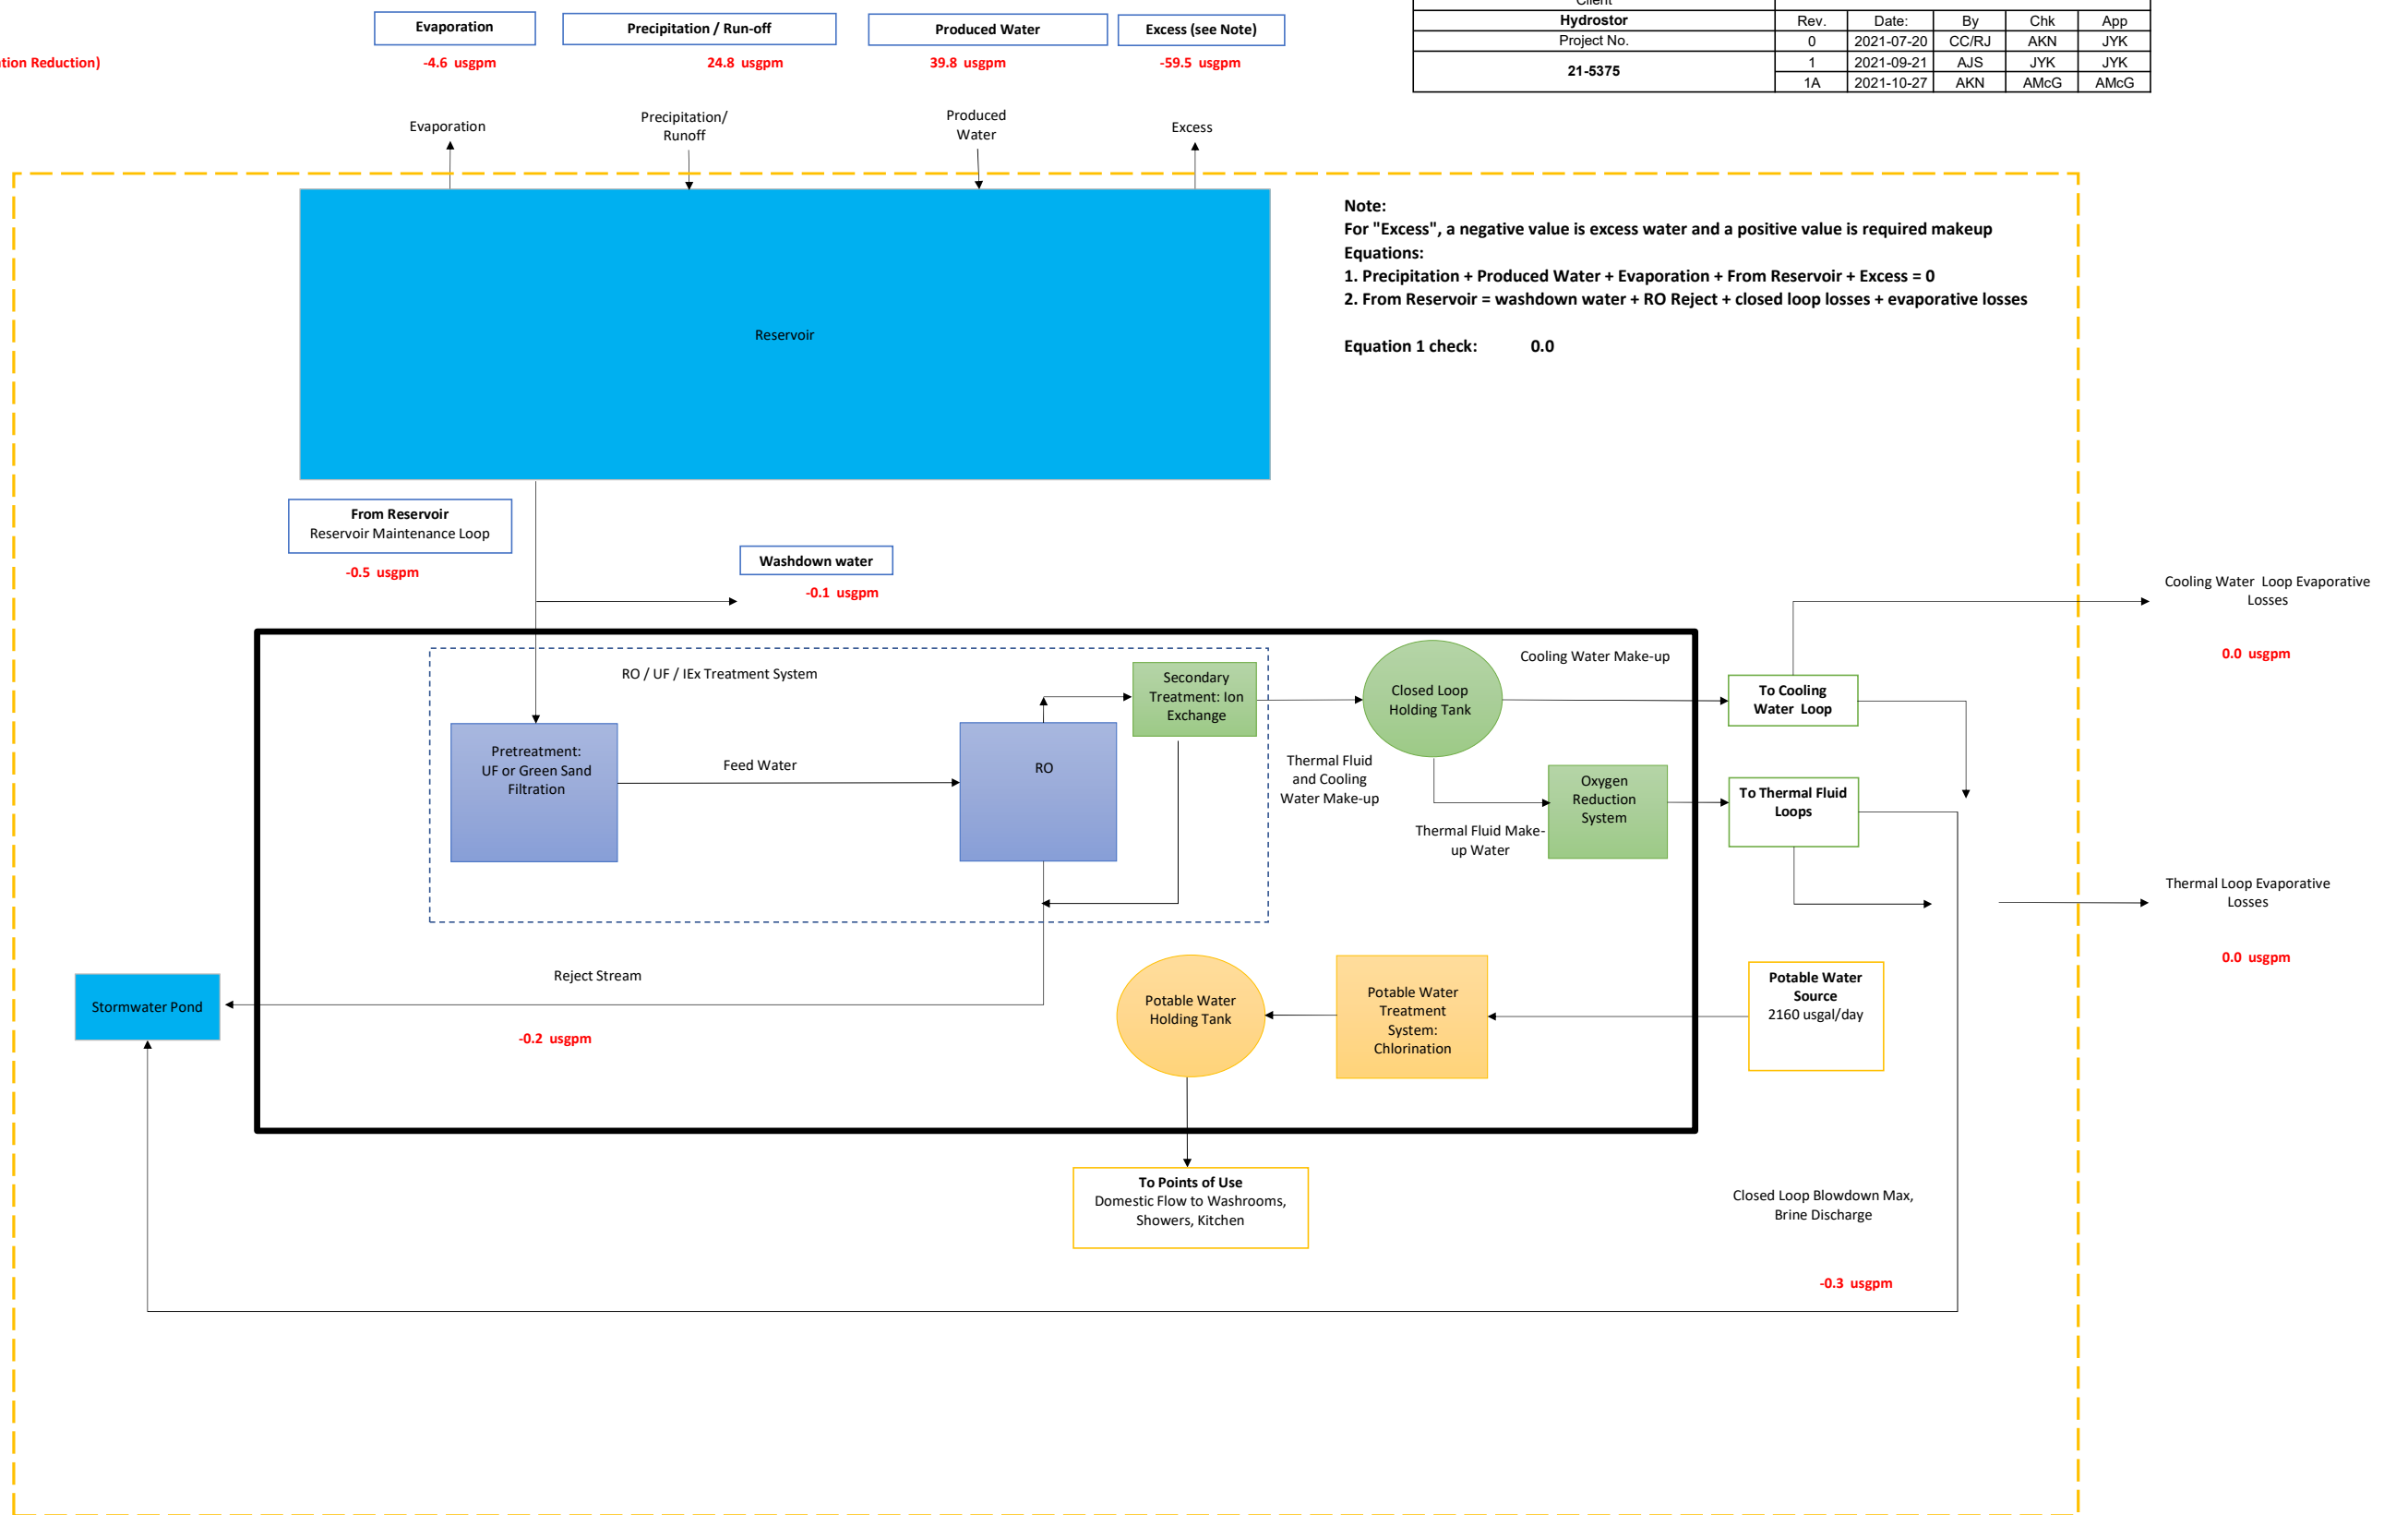 Client
Hydrostor
Rev. Date: By Chk App
Project No.
0 2021-07-20 CC/RJ AKN JYK
21-5375
1 2021-09-21 AJS JYK JYK
1A 2021-10-27 AKN AMcG AMcG
Evaporation
Precipitation / Run-off
Produced Water
Excess (see Note)
Reduction)
-4.6 usgpm
24.8 usgpm
39.8 usgpm
-59.5 usgpm
Evaporation
Precipitation/
Runoff
Produced
Water
Excess
Note:
For "Excess", a negative value is excess water and a positive value is required makeup
Equations:
1. Precipitation + Produced Water + Evaporation + From Reservoir + Excess = 0
2. From Reservoir = washdown water + RO Reject + closed loop losses + evaporative losses
Equation 1 check: 0.0
Reservoir
From Reservoir
Reservoir Maintenance Loop
-0.5 usgpm
Washdown water
-0.1 usgpm
Cooling Water Loop Evaporative
Losses
0.0 usgpm
RO / UF / IEx Treatment System
Secondary
Treatment: Ion
Exchange
Closed Loop
Holding Tank
Cooling Water Make-up
To Cooling
Water Loop
Pretreatment:
UF or Green Sand
Filtration
Feed Water
RO
Thermal Fluid
and Cooling
Water Make-up
Thermal Fluid Make-
up Water
Oxygen
Reduction
System
To Thermal Fluid
Loops
Thermal Loop Evaporative
Losses
0.0 usgpm
Stormwater Pond
Reject Stream
-0.2 usgpm
Potable Water
Holding Tank
Potable Water
Treatment
System:
Chlorination
Potable Water
Source
2160 usgal/day
To Points of Use
Domestic Flow to Washrooms,
Showers, Kitchen
Closed Loop Blowdown Max,
Brine Discharge
-0.3 usgpm